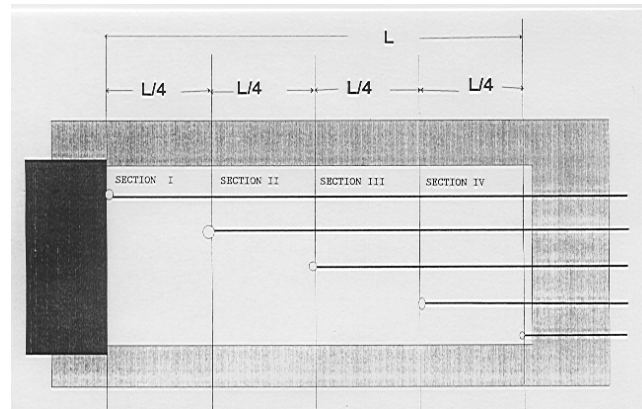 L
L/4 L/4 L/4 L/4
SECTION I SECTION II SECTION III SECTION IV